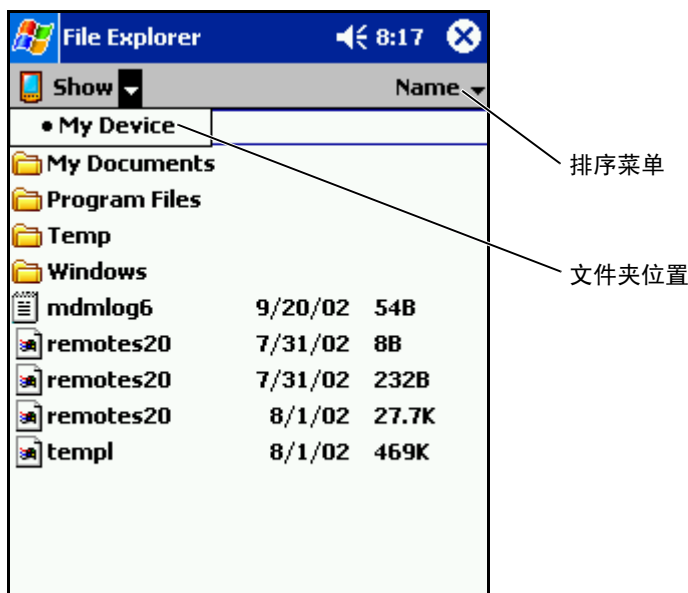 File Explorer 8:17
Show Name
• My Device
My Documents
排序菜单
Program Files
Temp
文件夹位置
Windows
mdmlog6 9/20/02 54B
remotes20 7/31/02 8B
remotes20 7/31/02 232B
remotes20 8/1/02 27.7K
templ 8/1/02 469K